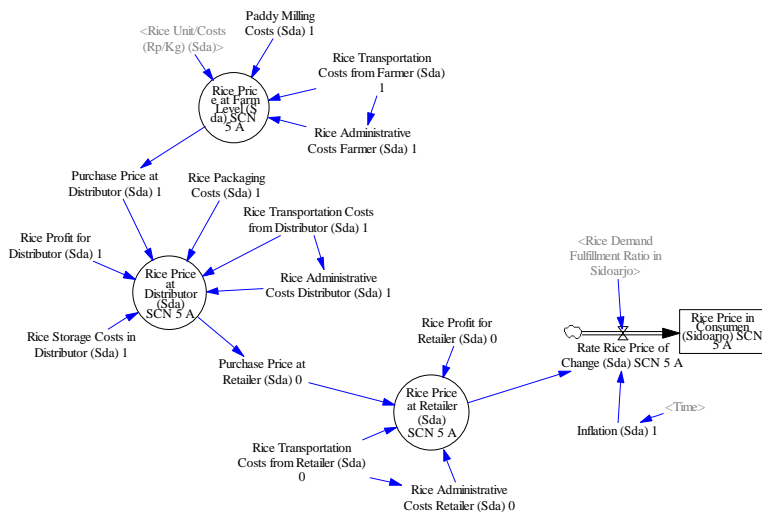 <Rice Unit/Costs
(Rp/Kg) (Sda)>
Paddy Milling
Costs (Sda) 1
Rice Transportation
Costs from Farmer (Sda)
1
Rice Pric
e at Farm
Level (S
da) SCN
5 A
Rice Administrative
Costs Farmer (Sda) 1
Purchase Price at
Distributor (Sda) 1
Rice Packaging
Costs (Sda) 1
Rice Transportation Costs
from Distributor (Sda) 1
Rice Profit for
Distributor (Sda) 1
Rice Price
at
Distributor
(Sda)
SCN 5 A
Rice Administrative
Costs Distributor (Sda) 1
Rice Storage Costs in
Distributor (Sda) 1
<Rice Demand
Fulfillment Ratio in
Sidoarjo>
Rice Profit for
Retailer (Sda) 0
Rate Rice Price of
Change (Sda) SCN 5 A
Rice Price in
Consumen
(Sidoarjo) SCN
5 A
Purchase Price at
Retailer (Sda) 0
Rice Price
at Retailer
(Sda)
SCN 5 A
<Time>
Inflation (Sda) 1
Rice Transportation
Costs from Retailer (Sda)
0
Rice Administrative
Costs Retailer (Sda) 0